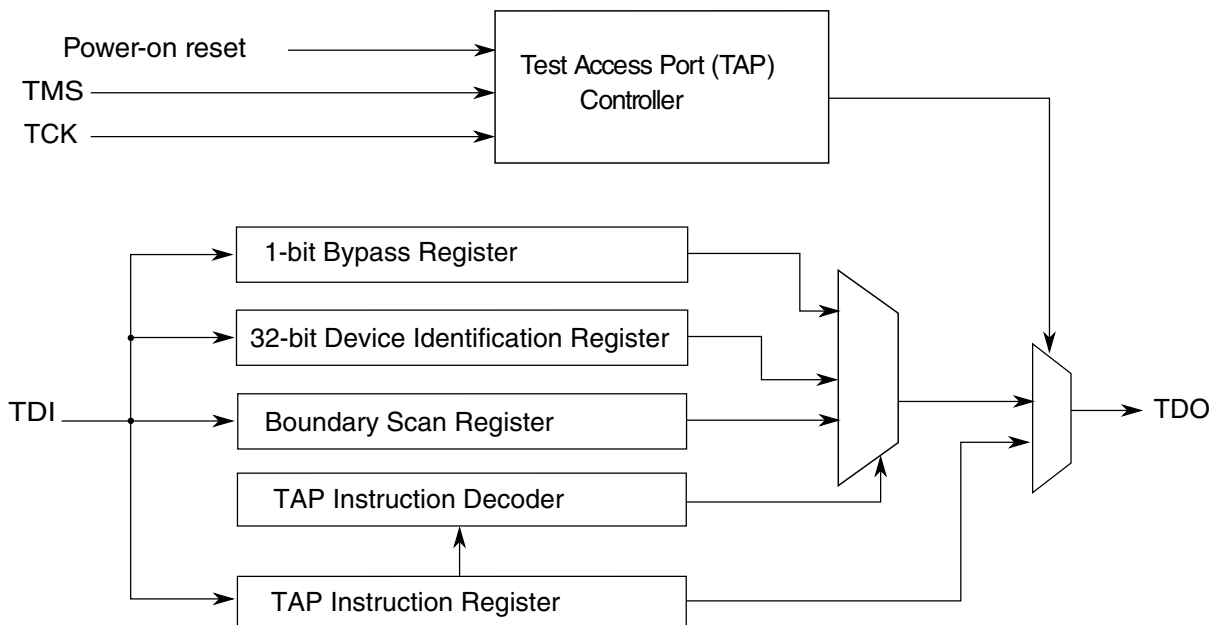 Power-on reset
TMS
TCK
Test Access Port (TAP)
Controller
1-bit Bypass Register
32-bit Device Identification Register
TDI
Boundary Scan Register
TDO
TAP Instruction Decoder
TAP Instruction Register